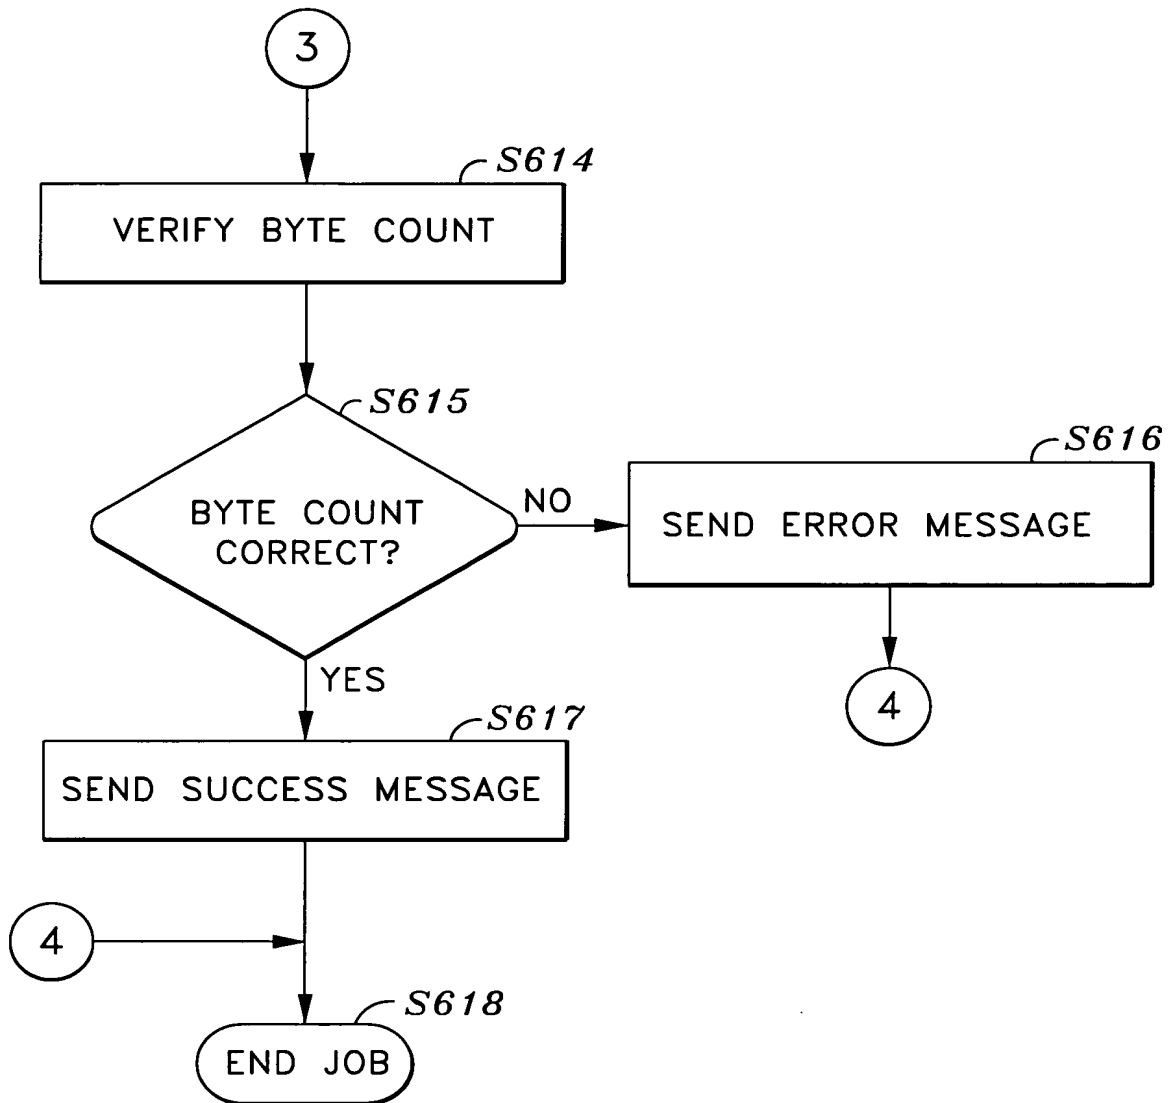 3
S614
VERIFY BYTE COUNT
S615
BYTE COUNT
CORRECT?
NO
S616
SEND ERROR MESSAGE
4
YES
S617
SEND SUCCESS MESSAGE
4
S618
END JOB